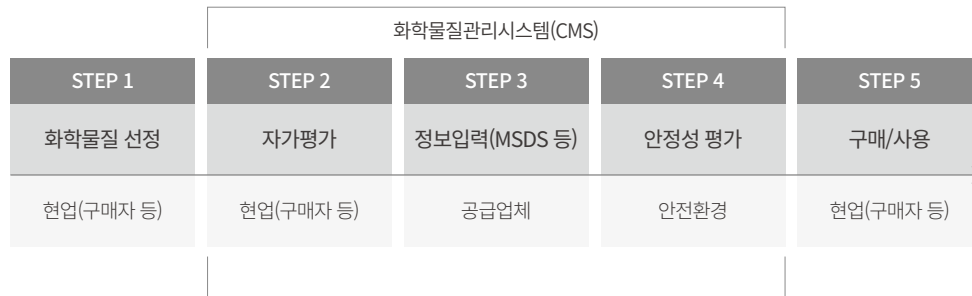 화학물질관리시스템(CMS)
STEP 1
STEP 2
STEP 3
STEP 4
STEP 5
화학물질 선정
자가평가
정보입력(MSDS 등)
안정성 평가
구매/사용
현업(구매자 등)
현업(구매자 등)
공급업체
안전환경
현업(구매자 등)